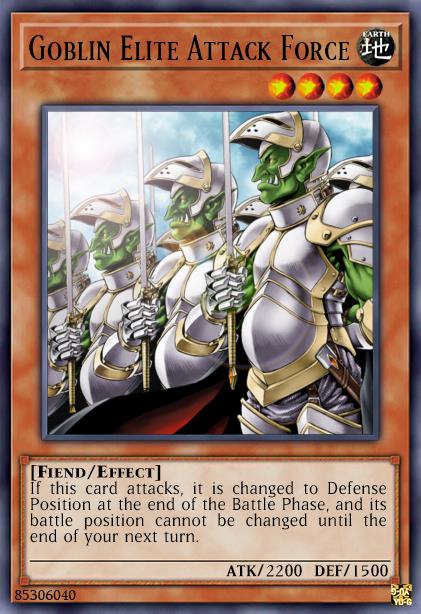 Goblin Elite Attack Force
EARTH
地
[Fiend/Effect]
If this card attacks, it is changed to Defense
Position at the end of the Battle Phase, and its
battle position cannot be changed until the
end of your next turn.
ATK/2200 DEF/1500
85306040